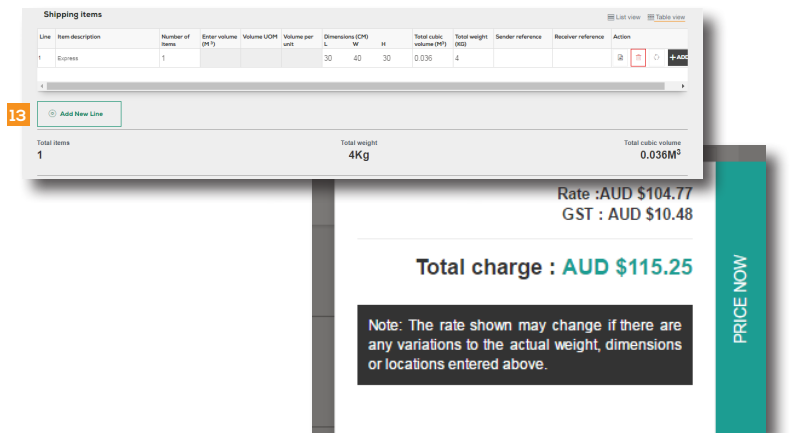 Shipping items
List view Table view
Line Item description Number of items Enter volume (M³) Volume UOM Volume per unit Dimensions (CM) L W H Total cubic volume (M³) Total weight (KG) Sender reference Receiver reference Action
1 Express 1 30 40 30 0.036 4 +ADD
13
Add New Line
Total items Total weight Total cubic volume
1 4Kg 0.036M³
Rate :AUD $104.77
GST : AUD $10.48
Total charge : AUD $115.25
PRICE NOW
Note: The rate shown may change if there are
any variations to the actual weight, dimensions
or locations entered above.